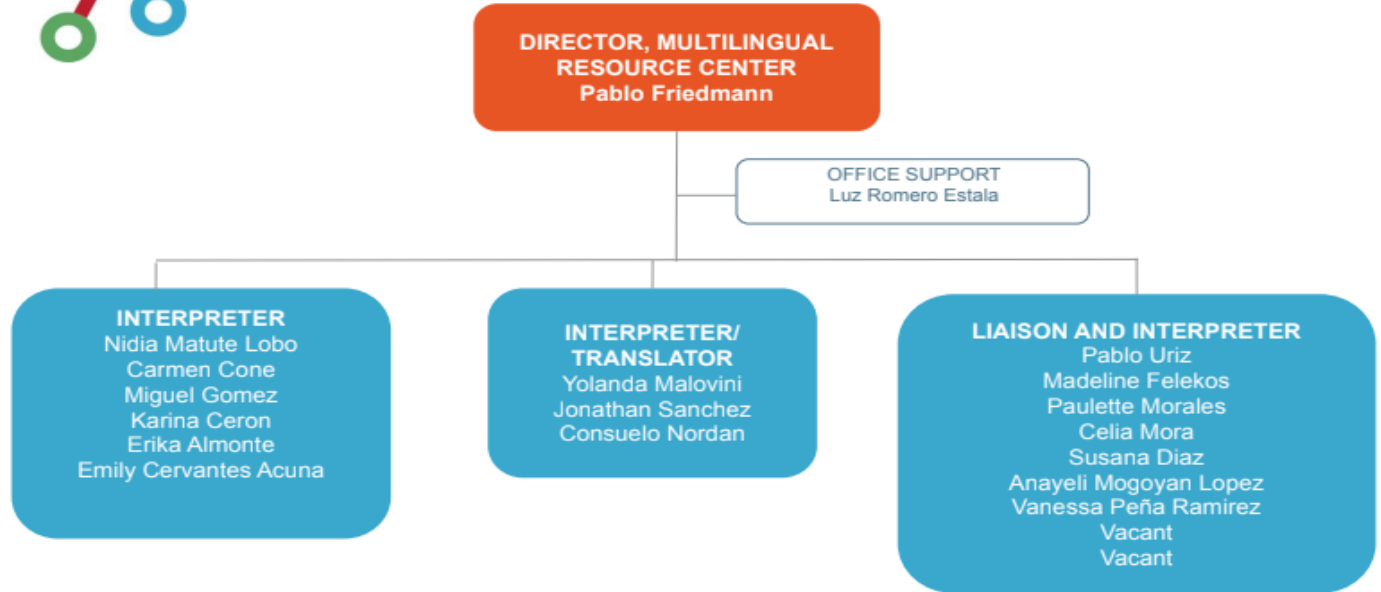 DIRECTOR, MULTILINGUAL
RESOURCE CENTER
Pablo Friedmann
OFFICE SUPPORT
Luz Romero Estala
INTERPRETER
Nidia Matute Lobo
Carmen Cone
Miguel Gomez
Karina Ceron
Erika Almonte
Emily Cervantes Acuna
INTERPRETER/
TRANSLATOR
Yolanda Malovini
Jonathan Sanchez
Consuelo Nordan
LIAISON AND INTERPRETER
Pablo Uriz
Madeline Felekos
Paulette Morales
Celia Mora
Susana Diaz
Anayeli Mogoyan Lopez
Vanessa Peña Ramirez
Vacant
Vacant